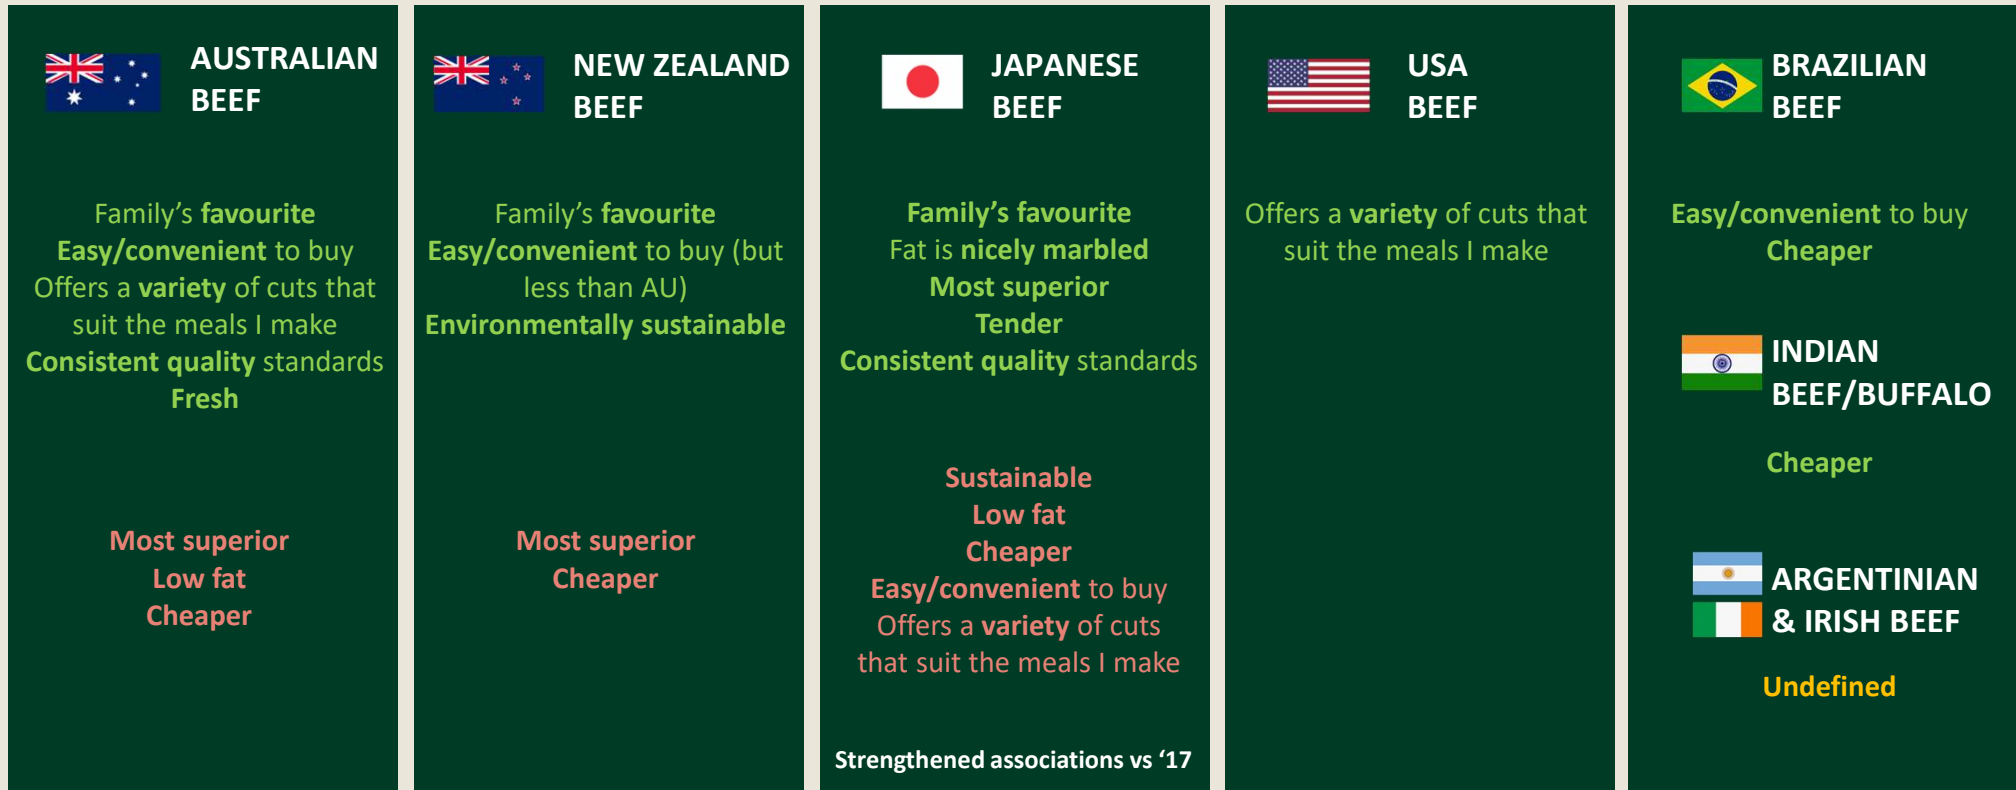 AUSTRALIAN
BEEF
Family’s favourite
Easy/convenient to buy
Offers a variety of cuts that
suit the meals I make
Consistent quality standards
Fresh
Most superior
Low fat
Cheaper
NEW ZEALAND
BEEF
Family’s favourite
Easy/convenient to buy (but
less than AU)
Environmentally sustainable
Most superior
Cheaper
JAPANESE
BEEF
Family’s favourite
Fat is nicely marbled
Most superior
Tender
Consistent quality standards
Sustainable
Low fat
Cheaper
Easy/convenient to buy
Offers a variety of cuts
that suit the meals I make
Strengthened associations vs ‘17
USA
BEEF
Offers a variety of cuts that
suit the meals I make
BRAZILIAN
BEEF
Easy/convenient to buy
Cheaper
INDIAN
BEEF/BUFFALO
Cheaper
ARGENTINIAN
& IRISH BEEF
Undefined